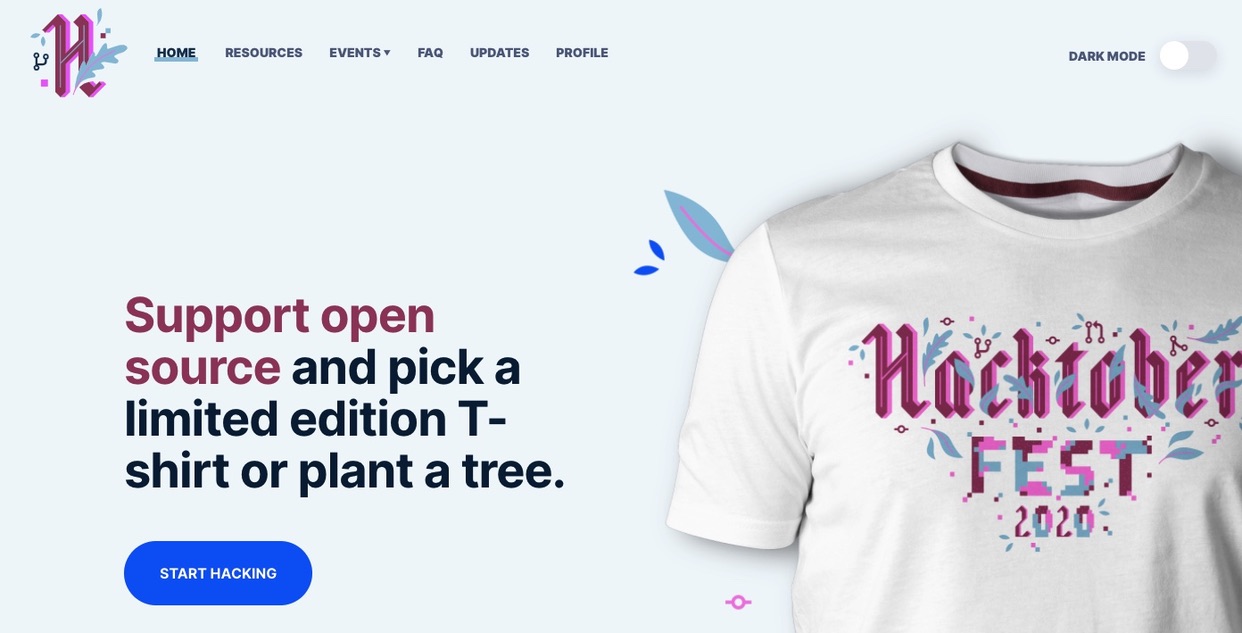 H
HOME RESOURCES EVENTS FAQ UPDATES PROFILE
DARK MODE
Support open
source and pick a
limited edition T-
shirt or plant a tree.
START HACKING
Hacktober
FEST
2020